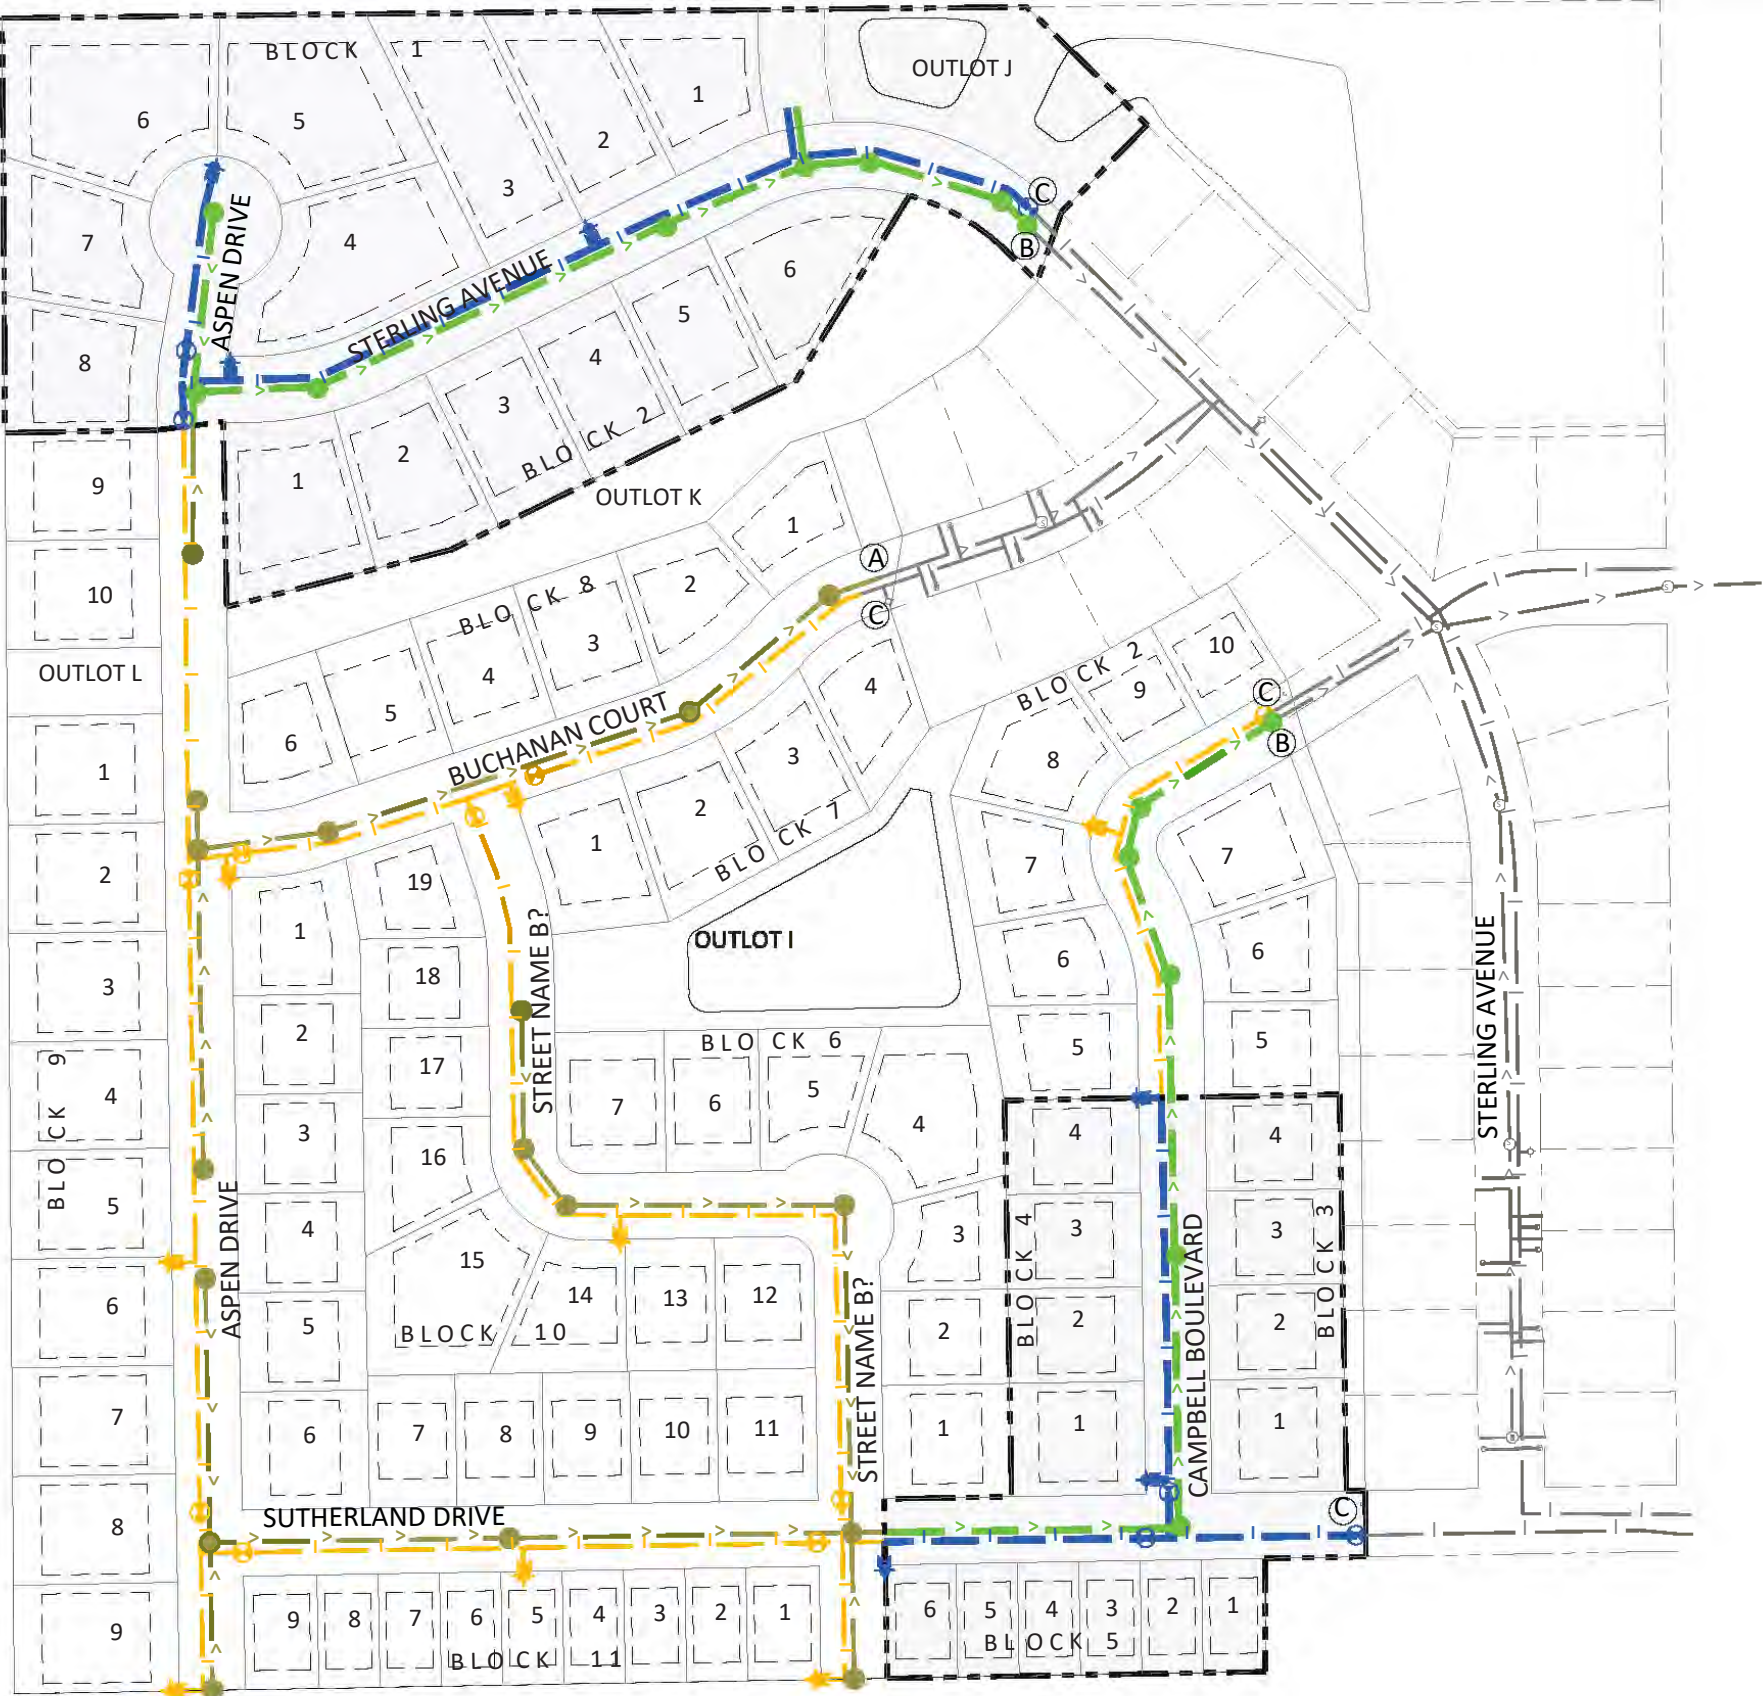 BLOCK 1
OUTLOT J
6
5
3
2
1
C
B
7
ASPEN DRIVE
4
STERLING AVENUE
8
6
5
4
3
BLOCK 2
2
1
9
OUTLOT K
10
1
A
C
BLOCK 8
2
3
4
5
6
OUTLOT L
BUCHANAN COURT
4
3
2
1
BLOCK 7
BLOCK 2
10
9
8
C
B
7
7
6
6
5
5
1
2
3
4
5
6
7
8
9
BLOCK 9
ASPEN DRIVE
19
18
17
16
15
14
13
12
BLOCK 10
1
2
3
4
5
6
7
8
9
10
11
STREET NAME B?
OUTLOT I
BLOCK 6
7
6
5
4
3
2
1
STREET NAME B?
BLOCK 4
4
3
2
1
CAMPBELL BOULEVARD
4
3
2
1
BLOCK 3
STERLING AVENUE
C
SUTHERLAND DRIVE
9
8
7
6
5
4
3
2
1
BLOCK 11
6
5
4
3
2
1
BLOCK 5